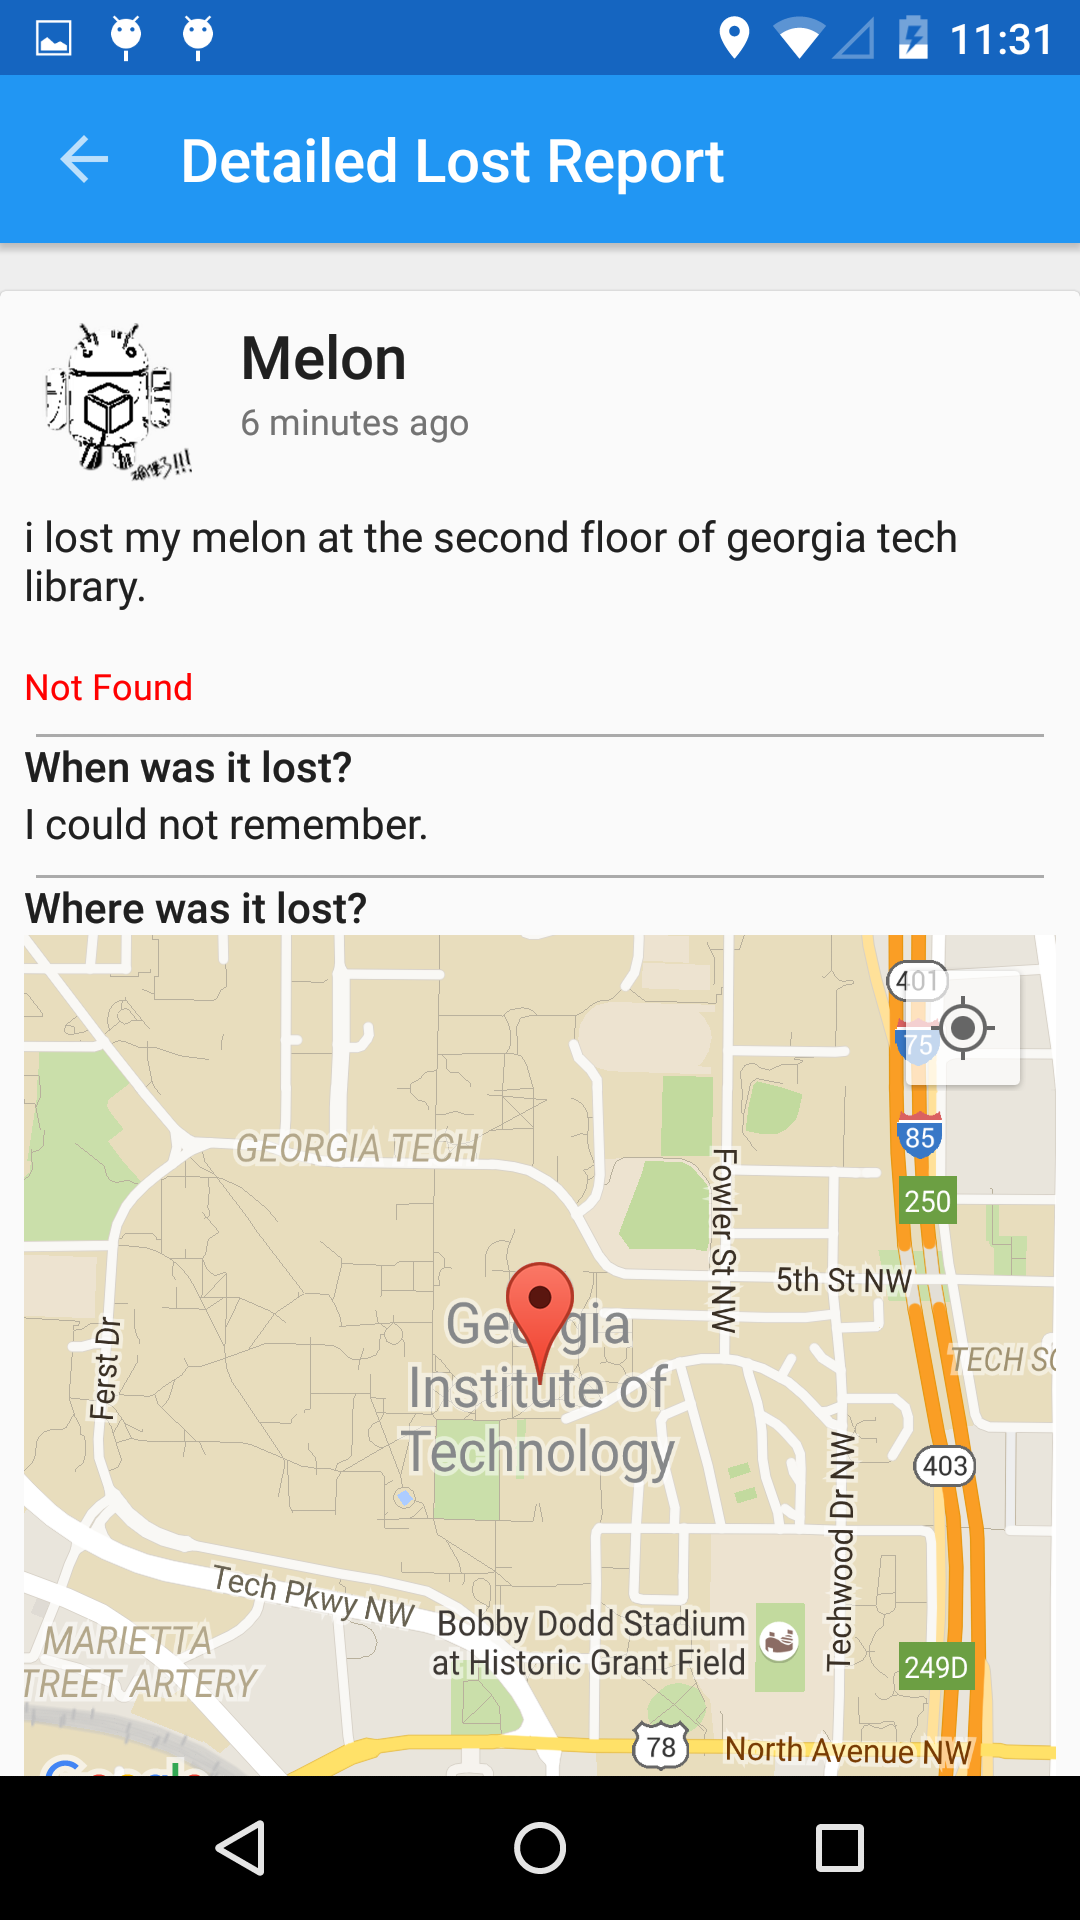 11:31
Detailed Lost Report
Melon
6 minutes ago
i lost my melon at the second floor of georgia tech
library.
Not Found
When was it lost?
I could not remember.
Where was it lost?
401
75
85
GEORGIA TECH
250
Fowler St NW
5th St NW
Ferst Dr
Institute of
Technology
TECH
403
Techwood Dr NW
Tech Pkwy NW
Bobby Dodd Stadium
at Historic Grant Field
MARIETTA
TREET ARTERY
249D
78
North Avenue NW